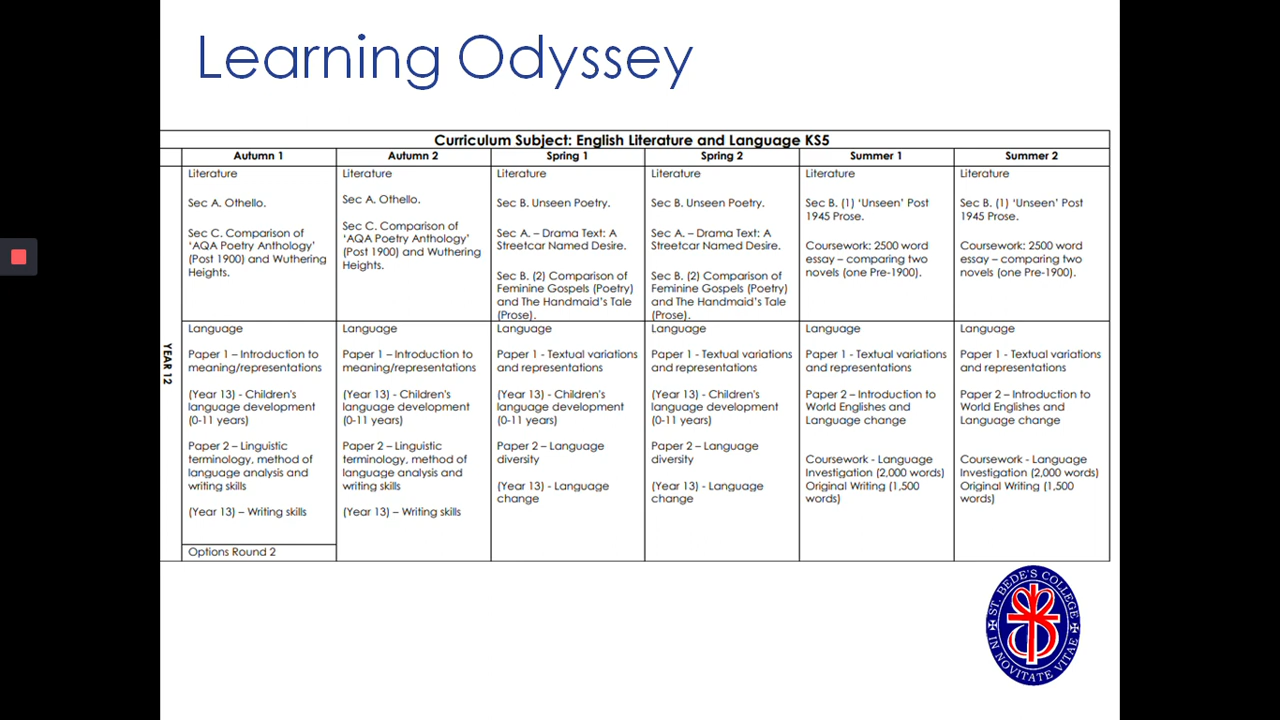 Learning Odyssey
Curriculum Subject: English Literature and Language KS5
Autumn 1
Autumn 2
Spring 1
Spring 2
Summer 1
Summer 2
YEAR 12
Literature
Sec A. Othello.
Sec C. Comparison of
‘AQA Poetry Anthology’
(Post 1900) and Wuthering
Heights.
Literature
Sec A. Othello.
Sec C. Comparison of
‘AQA Poetry Anthology’
(Post 1900) and Wuthering
Heights.
Literature
Sec B. Unseen Poetry.
Sec A. – Drama Text: A
Streetcar Named Desire.
Sec B. (2) Comparison of
Feminine Gospels (Poetry)
and The Handmaid’s Tale
(Prose).
Literature
Sec B. Unseen Poetry.
Sec A. – Drama Text: A
Streetcar Named Desire.
Sec B. (2) Comparison of
Feminine Gospels (Poetry)
and The Handmaid’s Tale
(Prose).
Literature
Sec B. (1) ‘Unseen’ Post
1945 Prose.
Coursework: 2500 word
essay – comparing two
novels (one Pre-1900).
Literature
Sec B. (1) ‘Unseen’ Post
1945 Prose.
Coursework: 2500 word
essay – comparing two
novels (one Pre-1900).
Language
Paper 1 – Introduction to
meaning/representations
(Year 13) - Children's
language development
(0-11 years)
Paper 2 – Linguistic
terminology, method of
language analysis and
writing skills
(Year 13) – Writing skills
Options Round 2
Language
Paper 1 – Introduction to
meaning/representations
(Year 13) - Children's
language development
(0-11 years)
Paper 2 – Linguistic
terminology, method of
language analysis and
writing skills
(Year 13) – Writing skills
Language
Paper 1 - Textual variations
and representations
(Year 13) - Children's
language development
(0-11 years)
Paper 2 – Language
diversity
(Year 13) - Language
change
Language
Paper 1 - Textual variations
and representations
(Year 13) - Children's
language development
(0-11 years)
Paper 2 – Language
diversity
(Year 13) - Language
change
Language
Paper 1 - Textual variations
and representations
Paper 2 – Introduction to
World Englishes and
Language change
Coursework - Language
Investigation (2,000 words)
Original Writing (1,500
words)
Language
Paper 1 - Textual variations
and representations
Paper 2 – Introduction to
World Englishes and
Language change
Coursework - Language
Investigation (2,000 words)
Original Writing (1,500
words)
ST. BEDE'S COLLEGE
IN NOVITATE VITAE